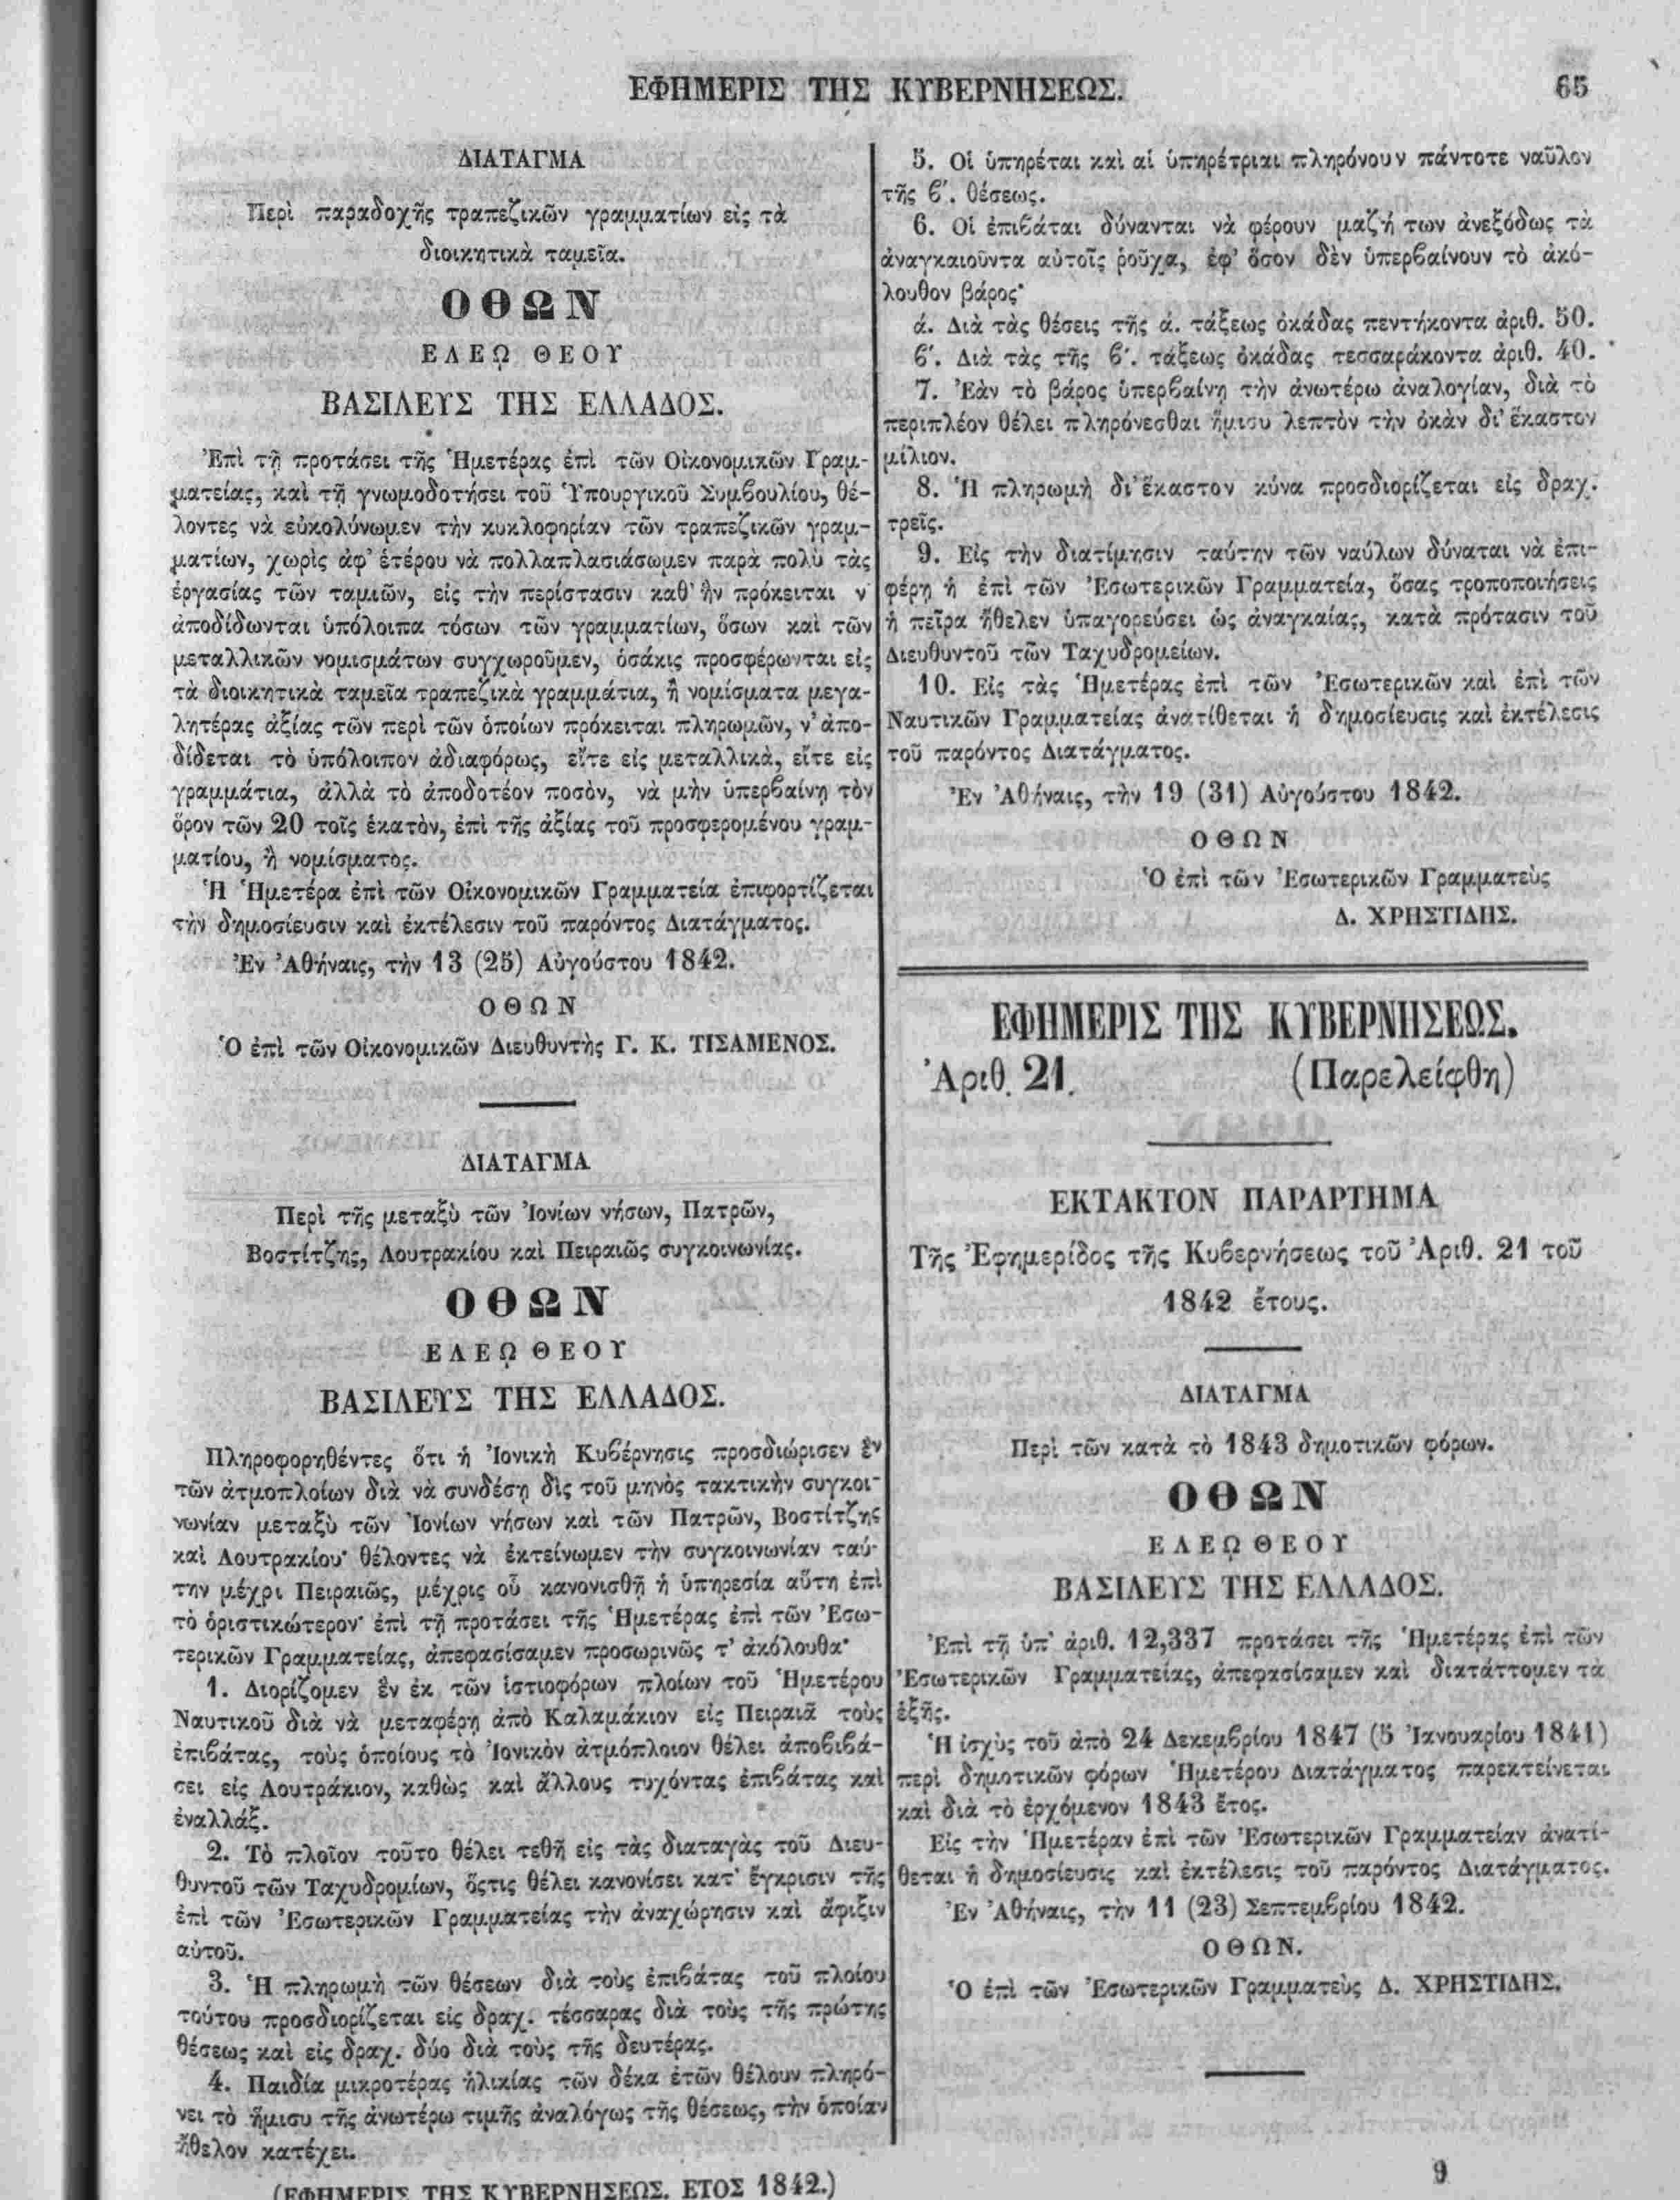 ΕΦΗΜΕΡΙΣ ΤΗΣ ΚΥΒΕΡΝΗΣΕΩΣ.
65
ΔΙΑΤΑΓΜΑ
Περὶ παραδοχῆς τραπεζικῶν γραμματίων εἰς τὰ
διοικητικὰ ταμεῖα.
ΟΘΩΝ
ΕΛΕῼ ΘΕΟΥ
ΒΑΣΙΛΕΥΣ ΤΗΣ ΕΛΛΑΔΟΣ.
Ἐπὶ τῇ προτάσει τῆς Ἡμετέρας ἐπὶ τῶν Οἰκονομικῶν Γραμ-
ματείας, καὶ τῇ γνωμοδοτήσει τοῦ Ὑπουργικοῦ Συμβουλίου, θέ-
λοντες νὰ εὐκολύνωμεν τὴν κυκλοφορίαν τῶν τραπεζικῶν γραμ-
ματίων, χωρὶς ἀφ' ἑτέρου νὰ πολλαπλασιάσωμεν παρὰ πολὺ τὰς
ἐργασίας τῶν ταμιῶν, εἰς τὴν περίστασιν καθ' ἣν πρόκειται ν'
ἀποδίδωνται ὑπόλοιπα τόσων τῶν γραμματίων, ὅσων καὶ τῶν
μεταλλικῶν νομισμάτων συγχωροῦμεν, ὁσάκις προσφέρωνται εἰς
τὰ διοικητικὰ ταμεῖα τραπεζικὰ γραμμάτια, ἢ νομίσματα μεγα-
λητέρας ἀξίας τῶν περὶ τῶν ὁποίων πρόκειται πληρωμῶν, ν' ἀπο-
δίδεται τὸ ὑπόλοιπον ἀδιαφόρως, εἴτε εἰς μεταλλικὰ, εἴτε εἰς
γραμμάτια, ἀλλὰ τὸ ἀποδοτέον ποσὸν, νὰ μὴν ὑπερβαίνῃ τὸν
ὅρον τῶν 20 τοῖς ἑκατὸν, ἐπὶ τῆς ἀξίας τοῦ προσφερομένου γραμ-
ματίου, ἢ νομίσματος.
Ἡ Ἡμετέρα ἐπὶ τῶν Οἰκονομικῶν Γραμματεία ἐπιφορτίζεται
τὴν δημοσίευσιν καὶ ἐκτέλεσιν τοῦ παρόντος Διατάγματος.
Ἐν Ἀθήναις, τὴν 13 (25) Αὐγούστου 1842.
ΟΘΩΝ
Ὁ ἐπὶ τῶν Οἰκονομικῶν Διευθυντὴς Γ. Κ. ΤΙΣΑΜΕΝΟΣ.
ΔΙΑΤΑΓΜΑ
Περὶ τῆς μεταξὺ τῶν Ἰονίων νήσων, Πατρῶν,
Βοστίτζης, Λουτρακίου καὶ Πειραιῶς συγκοινωνίας.
ΟΘΩΝ
ΕΛΕῼ ΘΕΟΥ
ΒΑΣΙΛΕΥΣ ΤΗΣ ΕΛΛΑΔΟΣ.
Πληροφορηθέντες ὅτι ἡ Ἰονικὴ Κυβέρνησις προσδιώρισεν ἓν
τῶν ἀτμοπλοίων διὰ νὰ συνδέσῃ δὶς τοῦ μηνὸς τακτικὴν συγκοι-
νωνίαν μεταξὺ τῶν Ἰονίων νήσων καὶ τῶν Πατρῶν, Βοστίτζης
καὶ Λουτρακίου· θέλοντες νὰ ἐκτείνωμεν τὴν συγκοινωνίαν ταύ-
την μέχρι Πειραιῶς, μέχρις οὗ κανονισθῇ ἡ ὑπηρεσία αὕτη ἐπὶ
τὸ ὁριστικώτερον· ἐπὶ τῇ προτάσει τῆς Ἡμετέρας ἐπὶ τῶν Ἐσω-
τερικῶν Γραμματείας, ἀπεφασίσαμεν προσωρινῶς τ' ἀκόλουθα·
1. Διορίζομεν ἓν ἐκ τῶν ἱστιοφόρων πλοίων τοῦ Ἡμετέρου
Ναυτικοῦ διὰ νὰ μεταφέρῃ ἀπὸ Καλαμάκιον εἰς Πειραιᾶ τοὺς
ἐπιβάτας, τοὺς ὁποίους τὸ Ἰονικὸν ἀτμόπλοιον θέλει ἀποβιβά-
σει εἰς Λουτράκιον, καθὼς καὶ ἄλλους τυχόντας ἐπιβάτας καὶ
ἐναλλάξ.
2. Τὸ πλοῖον τοῦτο θέλει τεθῆ εἰς τὰς διαταγὰς τοῦ Διευ-
θυντοῦ τῶν Ταχυδρομίων, ὅςτις θέλει κανονίσει κατ' ἔγκρισιν τῆς
ἐπὶ τῶν Ἐσωτερικῶν Γραμματείας τὴν ἀναχώρησιν καὶ ἄφιξιν
αὐτοῦ.
3. Ἡ πληρωμὴ τῶν θέσεων διὰ τοὺς ἐπιβάτας τοῦ πλοίου
τούτου προσδιορίζεται εἰς δραχ. τέσσαρας διὰ τοὺς τῆς πρώτης
θέσεως καὶ εἰς δραχ. δύο διὰ τοὺς τῆς δευτέρας.
4. Παιδία μικροτέρας ἡλικίας τῶν δέκα ἐτῶν θέλουν πληρό-
νει τὸ ἥμισυ τῆς ἀνωτέρω τιμῆς ἀναλόγως τῆς θέσεως, τὴν ὁποίαν
ἤθελον κατέχει.
(ΕΦΗΜΕΡΙΣ ΤΗΣ ΚΥΒΕΡΝΗΣΕΩΣ. ΕΤΟΣ 1842.)
5. Οἱ ὑπηρέται καὶ αἱ ὑπηρέτριαι πληρόνουν πάντοτε ναῦλον
τῆς β'. θέσεως.
6. Οἱ ἐπιβάται δύνανται νὰ φέρουν μαζή των ἀνεξόδως τὰ
ἀναγκαιοῦντα αὐτοῖς ῥοῦχα, ἐφ' ὅσον δὲν ὑπερβαίνουν τὸ ἀκό-
λουθον βάρος·
ά. Διὰ τὰς θέσεις τῆς ά. τάξεως ὀκάδας πεντήκοντα ἀριθ. 50.
β'. Διὰ τὰς τῆς β'. τάξεως ὀκάδας τεσσαράκοντα ἀριθ. 40.
7. Ἐὰν τὸ βάρος ὑπερβαίνῃ τὴν ἀνωτέρω ἀναλογίαν, διὰ τὸ
περιπλέον θέλει πληρόνεσθαι ἥμισυ λεπτὸν τὴν ὀκὰν δι' ἕκαστον
μίλιον.
8. Ἡ πληρωμὴ δι' ἕκαστον κύνα προσδιορίζεται εἰς δραχ.
τρεῖς.
9. Εἰς τὴν διατίμησιν ταύτην τῶν ναύλων δύναται νὰ ἐπι-
φέρῃ ἡ ἐπὶ τῶν Ἐσωτερικῶν Γραμματεία, ὅσας τροποποιήσεις
ἡ πεῖρα ἤθελεν ὑπαγορεύσει ὡς ἀναγκαίας, κατὰ πρότασιν τοῦ
Διευθυντοῦ τῶν Ταχυδρομείων.
10. Εἰς τὰς Ἡμετέρας ἐπὶ τῶν Ἐσωτερικῶν καὶ ἐπὶ τῶν
Ναυτικῶν Γραμματείας ἀνατίθεται ἡ δημοσίευσις καὶ ἐκτέλεσις
τοῦ παρόντος Διατάγματος.
Ἐν Ἀθήναις, τὴν 19 (31) Αὐγούστου 1842.
ΟΘΩΝ
Ὁ ἐπὶ τῶν Ἐσωτερικῶν Γραμματεὺς
Δ. ΧΡΗΣΤΙΔΗΣ.
ΕΦΗΜΕΡΙΣ ΤΗΣ ΚΥΒΕΡΝΗΣΕΩΣ.
Ἀριθ. 21. (Παρελείφθη)
ΕΚΤΑΚΤΟΝ ΠΑΡΑΡΤΗΜΑ
Τῆς Ἐφημερίδος τῆς Κυβερνήσεως τοῦ Ἀριθ. 21 τοῦ
1842 ἔτους.
ΔΙΑΤΑΓΜΑ
Περὶ τῶν κατὰ τὸ 1843 δημοτικῶν φόρων.
ΟΘΩΝ
ΕΛΕῼ ΘΕΟΥ
ΒΑΣΙΛΕΥΣ ΤΗΣ ΕΛΛΑΔΟΣ.
Ἐπὶ τῇ ὑπ' ἀριθ. 12,337 προτάσει τῆς Ἡμετέρας ἐπὶ τῶν
Ἐσωτερικῶν Γραμματείας, ἀπεφασίσαμεν καὶ διατάττομεν τὰ
ἑξῆς.
Ἡ ἰσχὺς τοῦ ἀπὸ 24 Δεκεμβρίου 1847 (5 Ἰανουαρίου 1841)
περὶ δημοτικῶν φόρων Ἡμετέρου Διατάγματος παρεκτείνεται
καὶ διὰ τὸ ἐρχόμενον 1843 ἔτος.
Εἰς τὴν Ἡμετέραν ἐπὶ τῶν Ἐσωτερικῶν Γραμματείαν ἀνατί-
θεται ἡ δημοσίευσις καὶ ἐκτέλεσις τοῦ παρόντος Διατάγματος.
Ἐν Ἀθήναις, τὴν 11 (23) Σεπτεμβρίου 1842.
ΟΘΩΝ.
Ὁ ἐπὶ τῶν Ἐσωτερικῶν Γραμματεὺς Δ. ΧΡΗΣΤΙΔΗΣ.
9